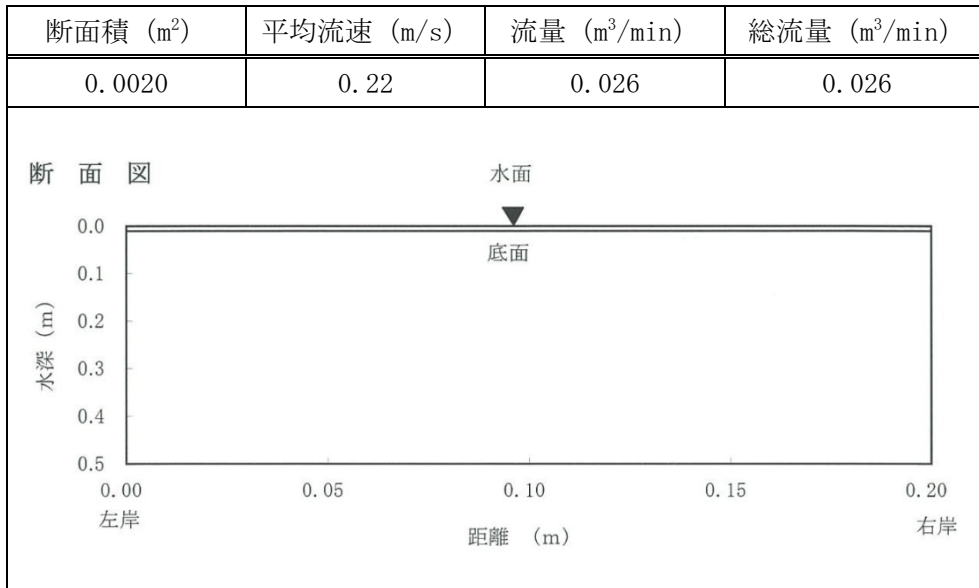 断面積 (m²) 平均流速 (m/s) 流量 (m³/min) 総流量 (m³/min)
0.0020 0.22 0.026 0.026
断 面 図
水面
底面
0.0
0.1
0.2
0.3
0.4
0.5
水深 (m)
0.00 0.05 0.10 0.15 0.20
左岸 右岸
距離 (m)